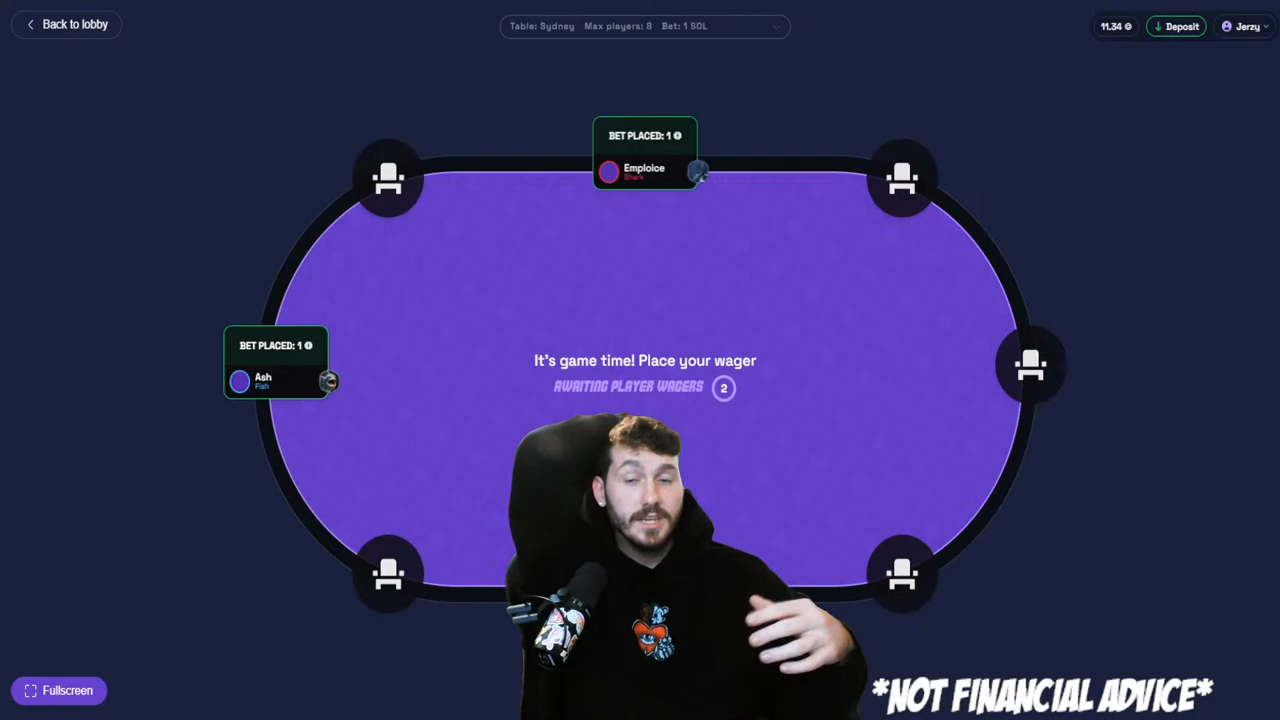 Back to lobby
Table: Sydney Max players: 8 Bet: 1 SOL
11.34
Deposit
Jerzy
BET PLACED: 1
Emploice
Shark
BET PLACED: 1
Ash
Fish
It's game time! Place your wager
AWAITING PLAYER WAGERS 2
Fullscreen
*NOT FINANCIAL ADVICE*